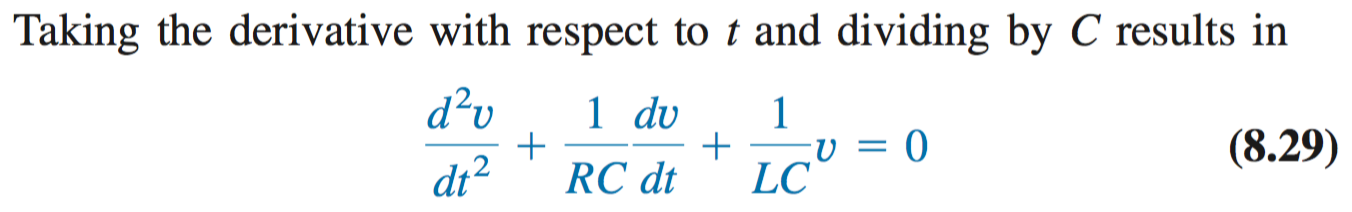 Taking the derivative with respect to t and dividing by C results in
d²v/dt² + 1/RC dv/dt + 1/LC v = 0 (8.29)